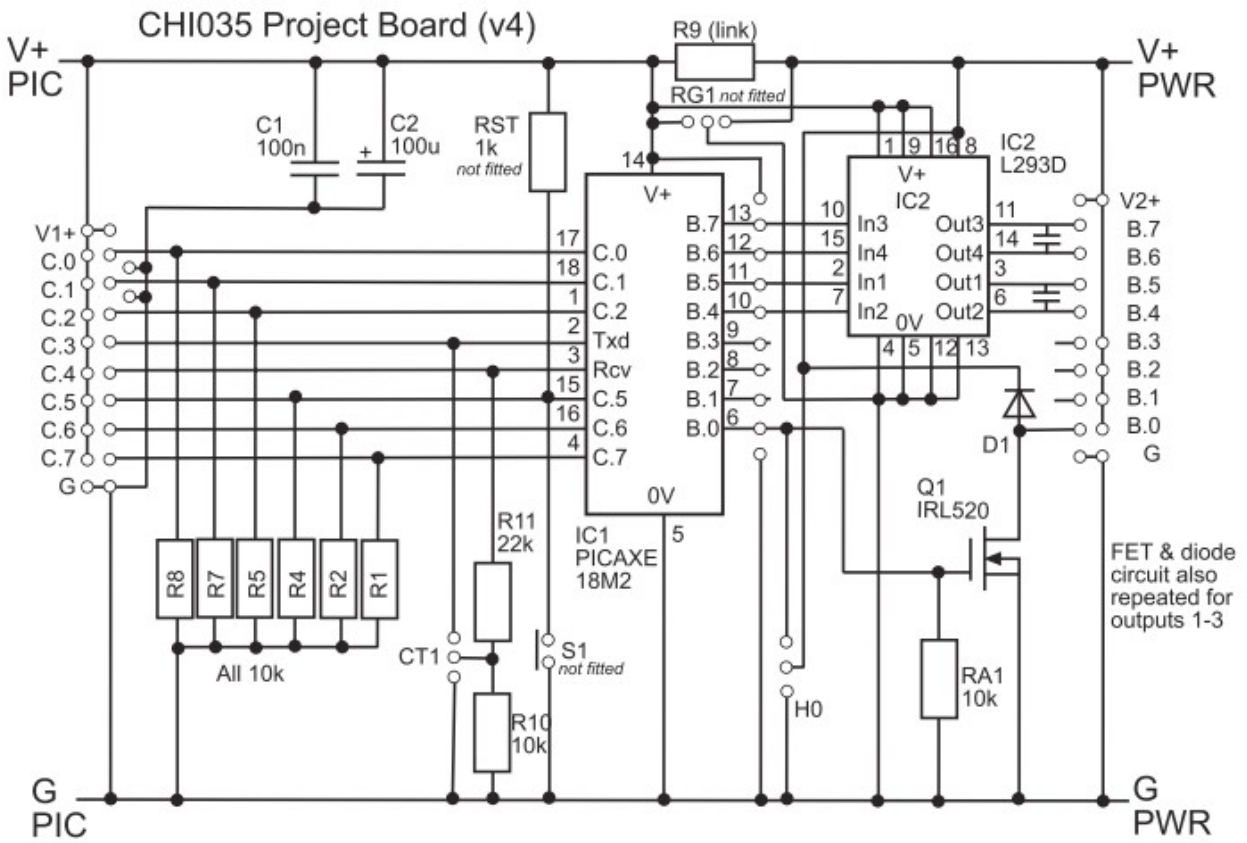 CHI035 Project Board (v4)
V+
PIC
V+
PWR
R9 (link)
RG1 not fitted
C1
100n
C2
+ 100u
RST
1k
not fitted
14
V+
1 9 16 8
IC2
L293D
V+
IC2
V1+
C.0
C.1
C.2
C.3
C.4
C.5
C.6
C.7
G
17
18
1
2
3
15
16
4
C.0
C.1
C.2
Txd
Rcv
C.5
C.6
C.7
B.7
B.6
B.5
B.4
B.3
B.2
B.1
B.0
13
12
11
10
9
8
7
6
0V
5
IC1
PICAXE
18M2
10
15
2
7
In3
In4
In1
In2
Out3
Out4
Out1
Out2
11
14
3
6
0V
4 5 12 13
V2+
B.7
B.6
B.5
B.4
B.3
B.2
B.1
B.0
G
D1
Q1
IRL520
R8
R7
R5
R4
R2
R1
All 10k
R11
22k
CT1
R10
10k
S1
not fitted
H0
RA1
10k
FET & diode
circuit also
repeated for
outputs 1-3
G
PIC
G
PWR